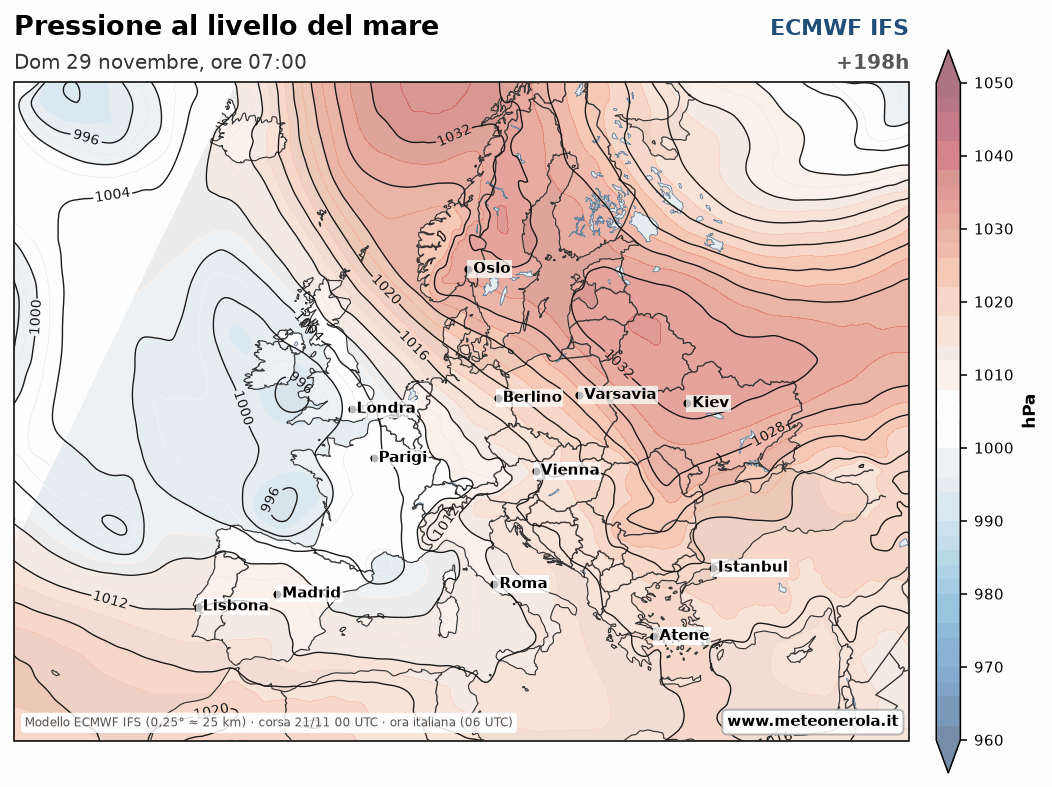 Pressione al livello del mare
ECMWF IFS
Dom 29 novembre, ore 07:00
+198h
996
1004
1032
1000
1020
1016
1000
996
1032
1028
996
1012
1012
1020
Oslo
Londra
Berlino
Varsavia
Kiev
Parigi
Vienna
Istanbul
Roma
Madrid
Lisbona
Atene
Modello ECMWF IFS (0,25° ≈ 25 km) · corsa 21/11 00 UTC · ora italiana (06 UTC)
www.meteonerola.it
1050
1040
1030
1020
1010
1000
990
980
970
960
hPa